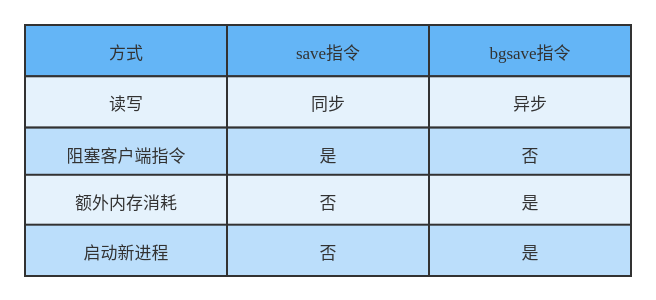 方式 save指令 bgsave指令
读写 同步 异步
阻塞客户端指令 是 否
额外内存消耗 否 是
启动新进程 否 是